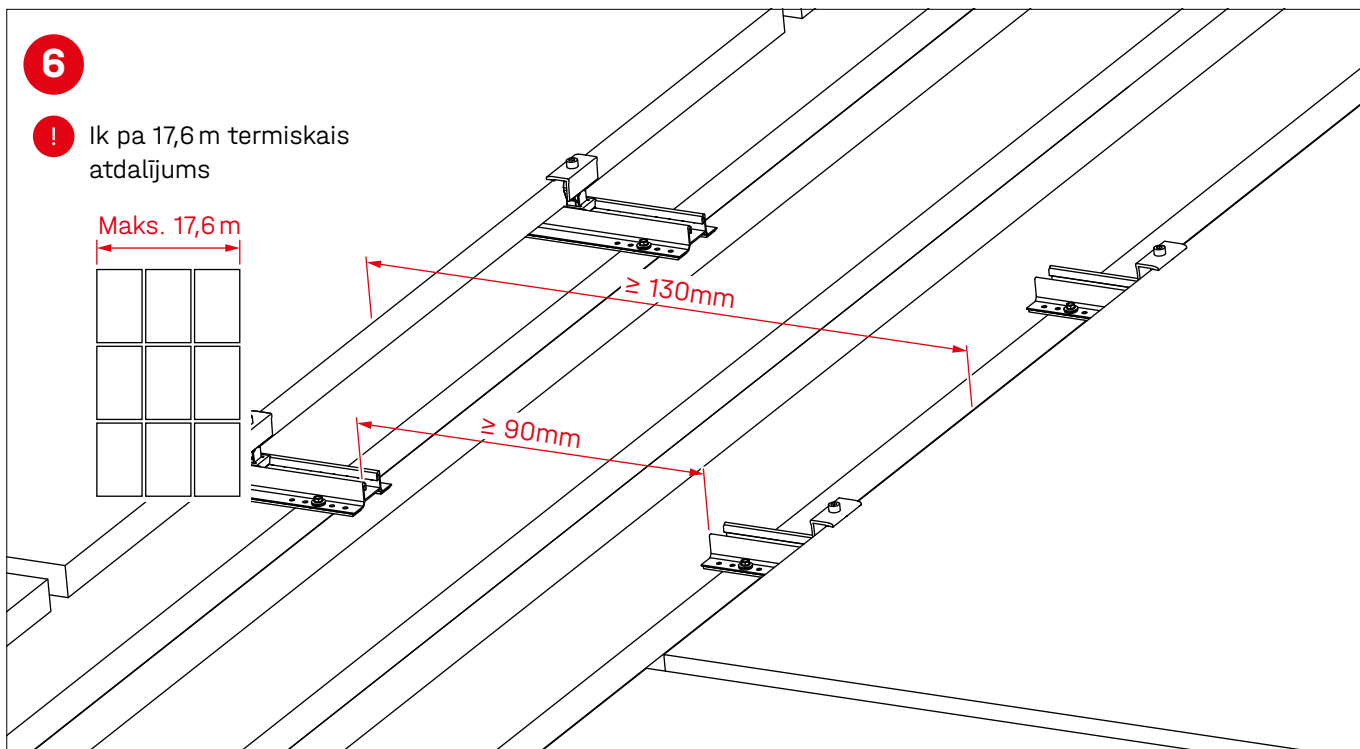 6
! Ik pa 17,6 m termiskais
atdalījums
Maks. 17,6 m
≥ 130mm
≥ 90mm